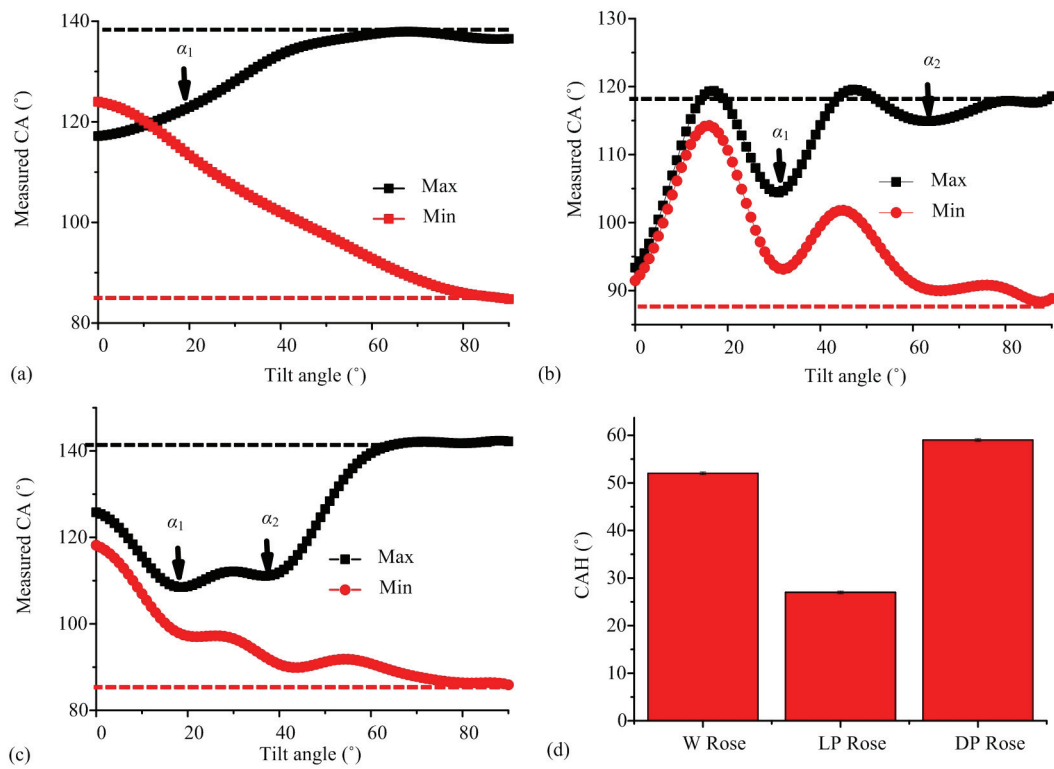 140
120
100
80
Measured CA (°)
α1
Max
Min
0
20
40
60
80
Tilt angle (°)
(a)
130
120
110
100
90
Measured CA (°)
α1
α2
Max
Min
0
20
40
60
80
Tilt angle (°)
(b)
140
120
100
80
Measured CA (°)
α1
α2
Max
Min
0
20
40
60
80
Tilt angle (°)
(c)
60
50
40
30
20
10
0
CAH (°)
W Rose
LP Rose
DP Rose
(d)